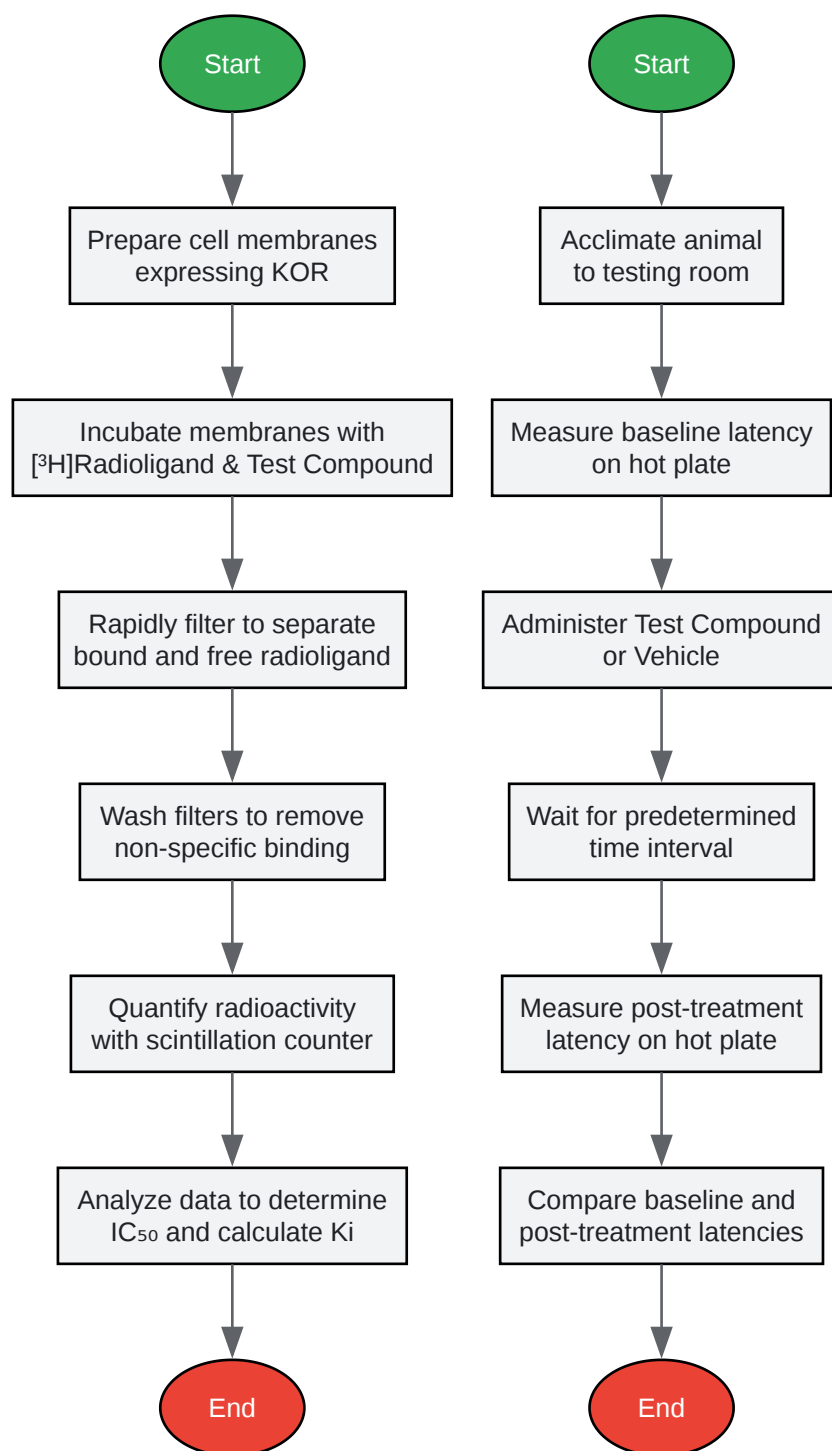 Start
Prepare cell membranes
expressing KOR
Incubate membranes with
[³H]Radioligand & Test Compound
Rapidly filter to separate
bound and free radioligand
Wash filters to remove
non-specific binding
Quantify radioactivity
with scintillation counter
Analyze data to determine
IC₅₀ and calculate Ki
End
Start
Acclimate animal
to testing room
Measure baseline latency
on hot plate
Administer Test Compound
or Vehicle
Wait for predetermined
time interval
Measure post-treatment
latency on hot plate
Compare baseline and
post-treatment latencies
End